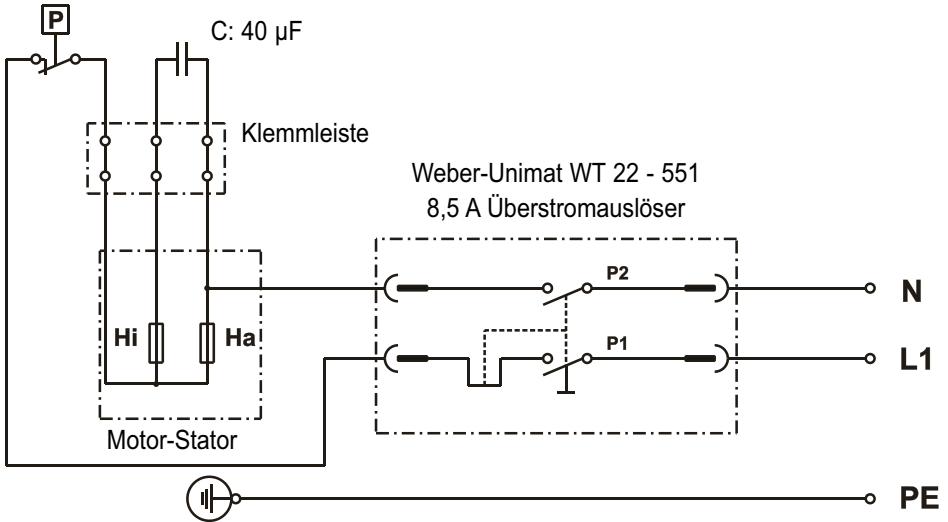 P
C: 40 µF
Klemmleiste
Weber-Unimat WT 22 - 551
8,5 A Überstromauslöser
P2
N
Hi
Ha
P1
L1
Motor-Stator
PE